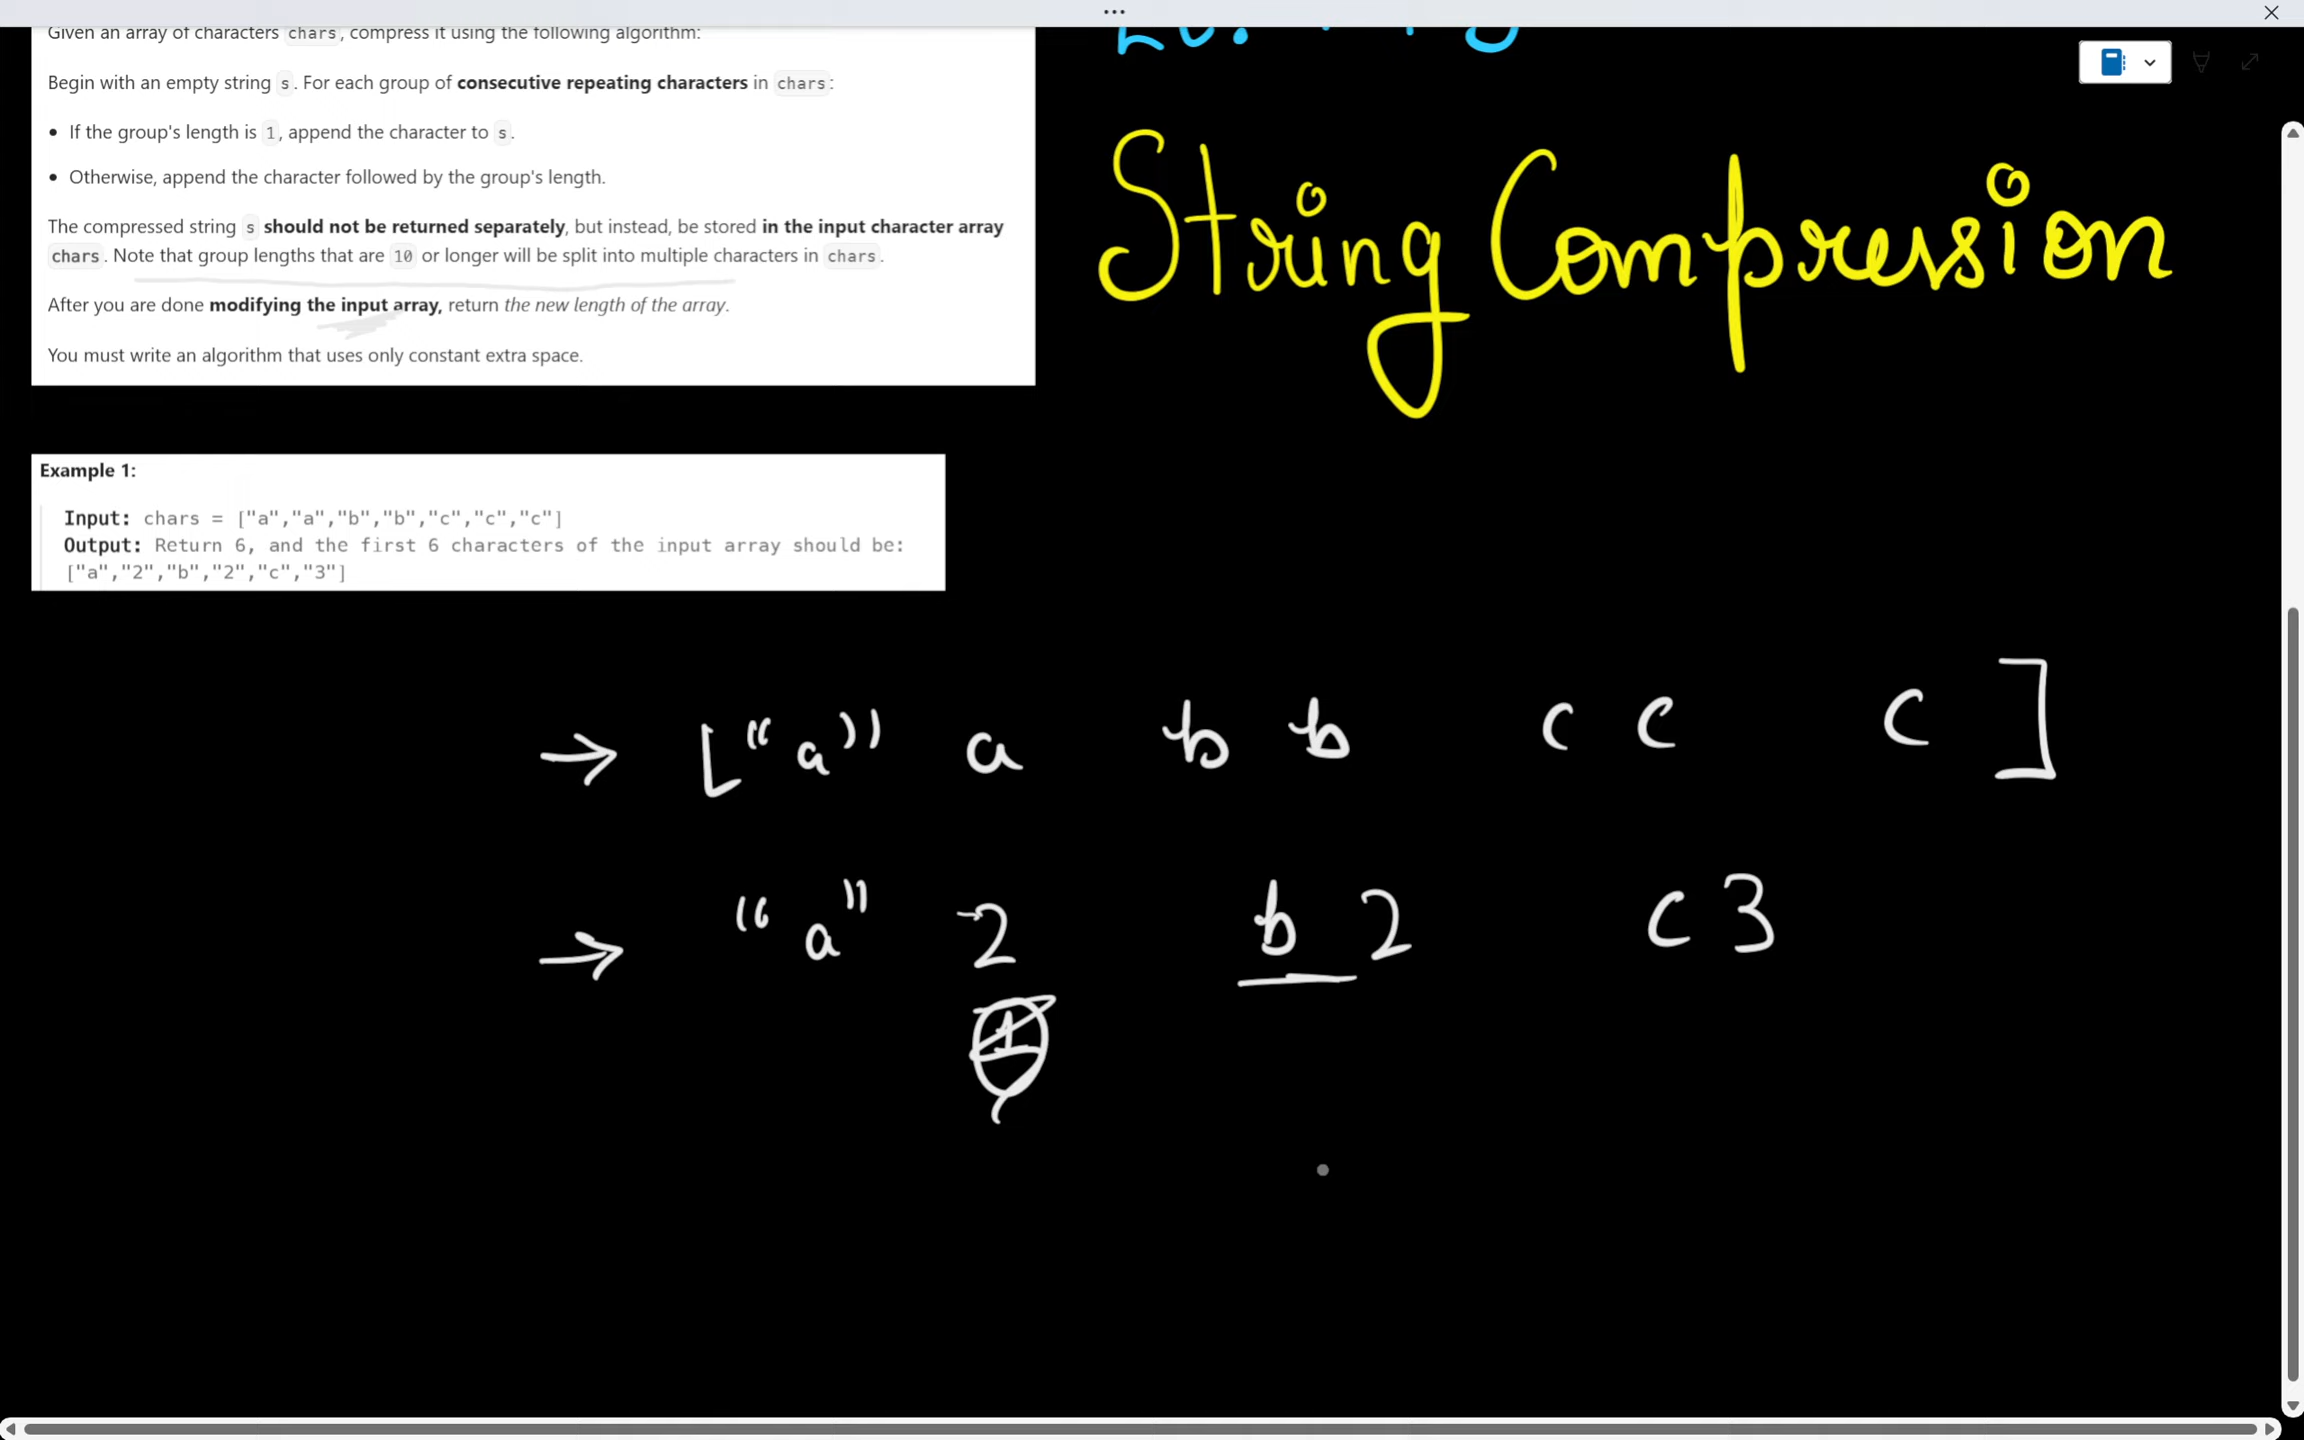 Given an array of characters chars, compress it using the following algorithm:
Begin with an empty string s. For each group of consecutive repeating characters in chars:
• If the group's length is 1, append the character to s.
• Otherwise, append the character followed by the group's length.
The compressed string s should not be returned separately, but instead, be stored in the input character array
chars. Note that group lengths that are 10 or longer will be split into multiple characters in chars.
After you are done modifying the input array, return the new length of the array.
You must write an algorithm that uses only constant extra space.
String Compression
Example 1:
Input: chars = ["a","a","b","b","c","c","c"]
Output: Return 6, and the first 6 characters of the input array should be:
["a","2","b","2","c","3"]
→ ["a" a b b c c c]
→ "a" 2 b 2 c 3
1